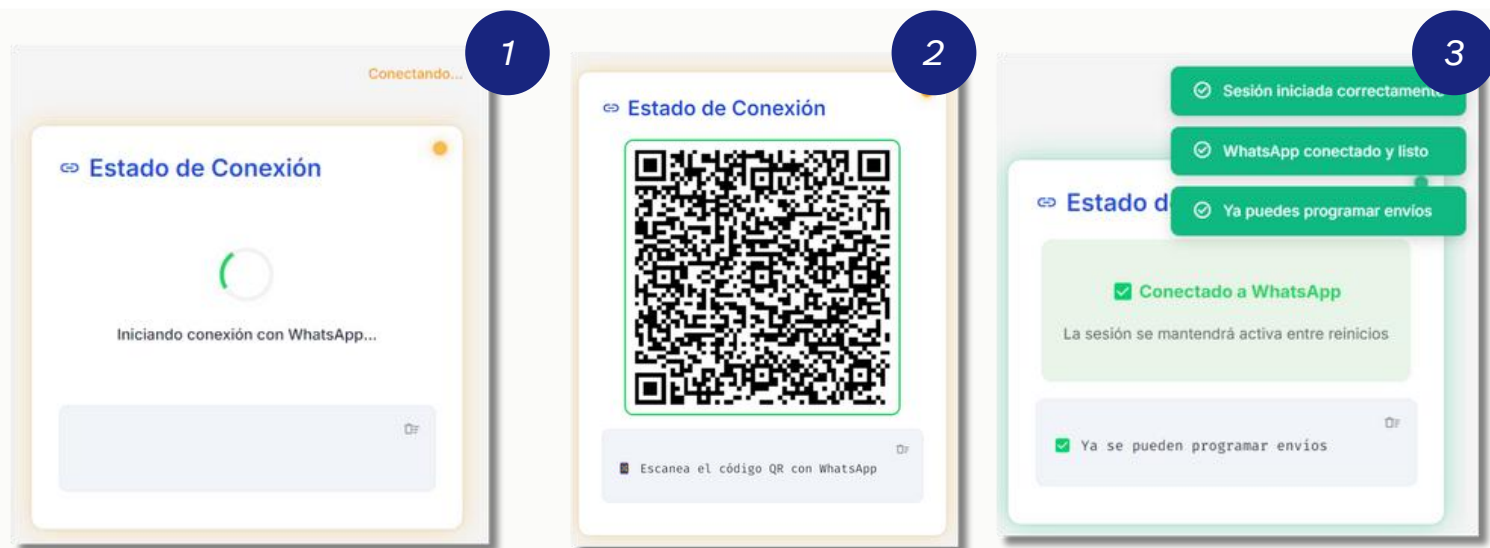 1
Conectando...
Estado de Conexión
Iniciando conexión con WhatsApp...
2
Estado de Conexión
Escanea el código QR con WhatsApp
3
Sesión iniciada correctamente
WhatsApp conectado y listo
Ya puedes programar envíos
Estado d
Conectado a WhatsApp
La sesión se mantendrá activa entre reinicios
Ya se pueden programar envíos